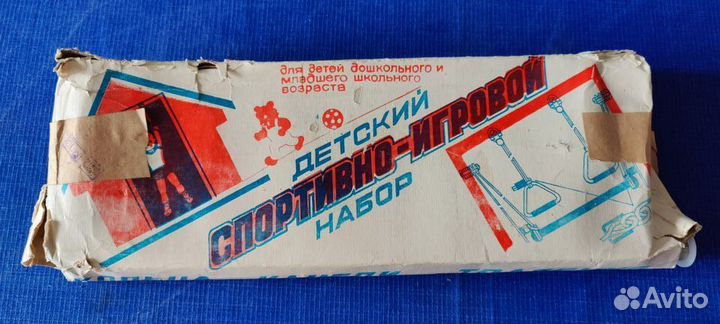 для детей дошкольного и
младшего школьного
возраста
ДЕТСКИЙ
СПОРТИВНО-ИГРОВОЙ
НАБОР
Avito